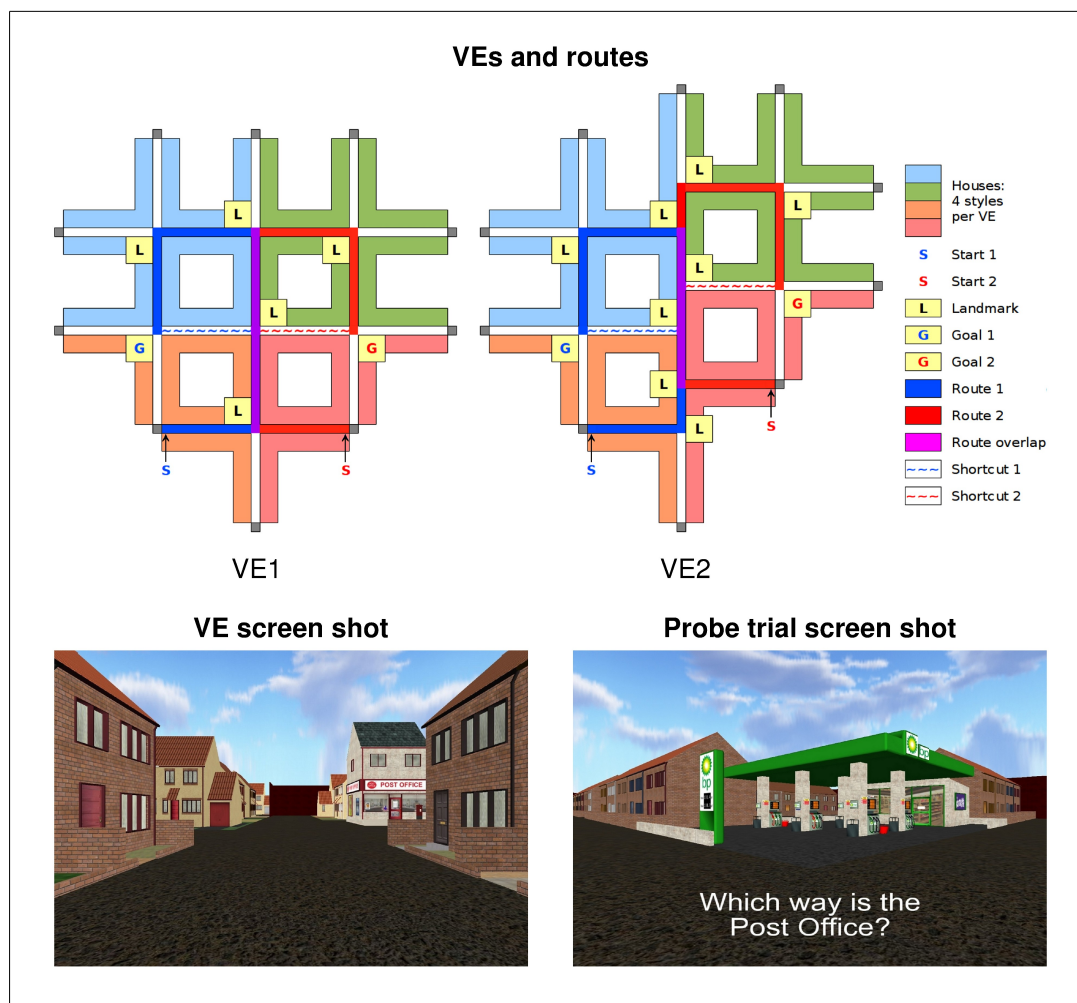 VEs and routes
L
L
L
L
L
G
G
S
S
VE1
L
L
L
L
L
L
L
L
G
G
S
S
VE2
Houses:
4 styles
per VE
S Start 1
S Start 2
L Landmark
G Goal 1
G Goal 2
Route 1
Route 2
Route overlap
~~~ Shortcut 1
~~~ Shortcut 2
VE screen shot
POST OFFICE
Probe trial screen shot
bp
bp
Which way is the
Post Office?